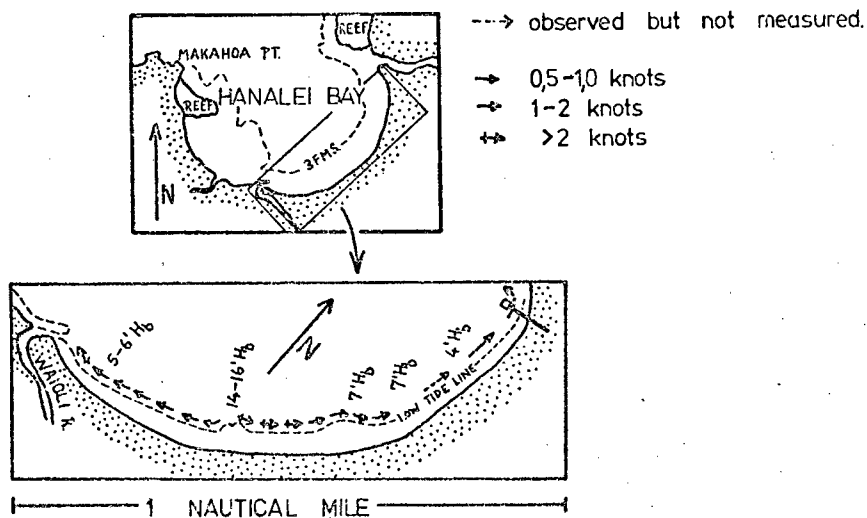 REEF
MAKAHOA PT.
HANALEI BAY
REEF
3 FMS.
N
----> observed but not measured.
0,5-1,0 knots
1-2 knots
>2 knots
WAIOLI R.
5-6'Hb
14-16'Hb
7'Hb
7'Hb
4'Hb
LOW TIDE LINE
N
1 NAUTICAL MILE